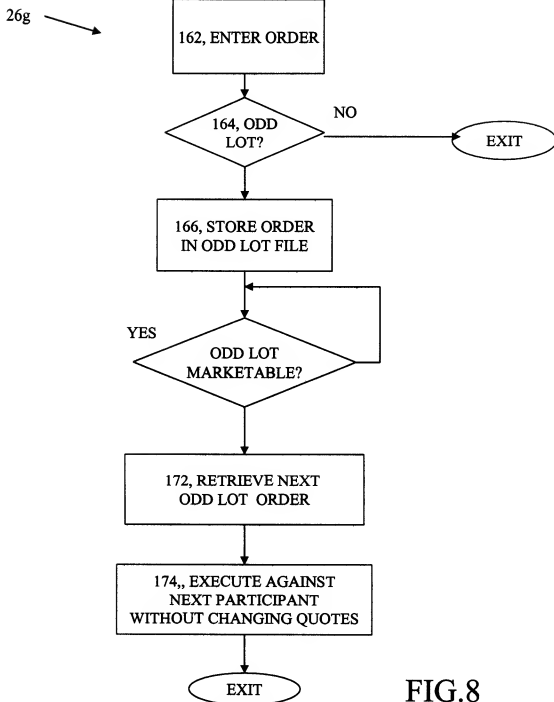 26g
162, ENTER ORDER
164, ODD
LOT?
NO
EXIT
166, STORE ORDER
IN ODD LOT FILE
YES
ODD LOT
MARKETABLE?
172, RETRIEVE NEXT
ODD LOT ORDER
174,, EXECUTE AGAINST
NEXT PARTICIPANT
WITHOUT CHANGING QUOTES
EXIT
FIG.8